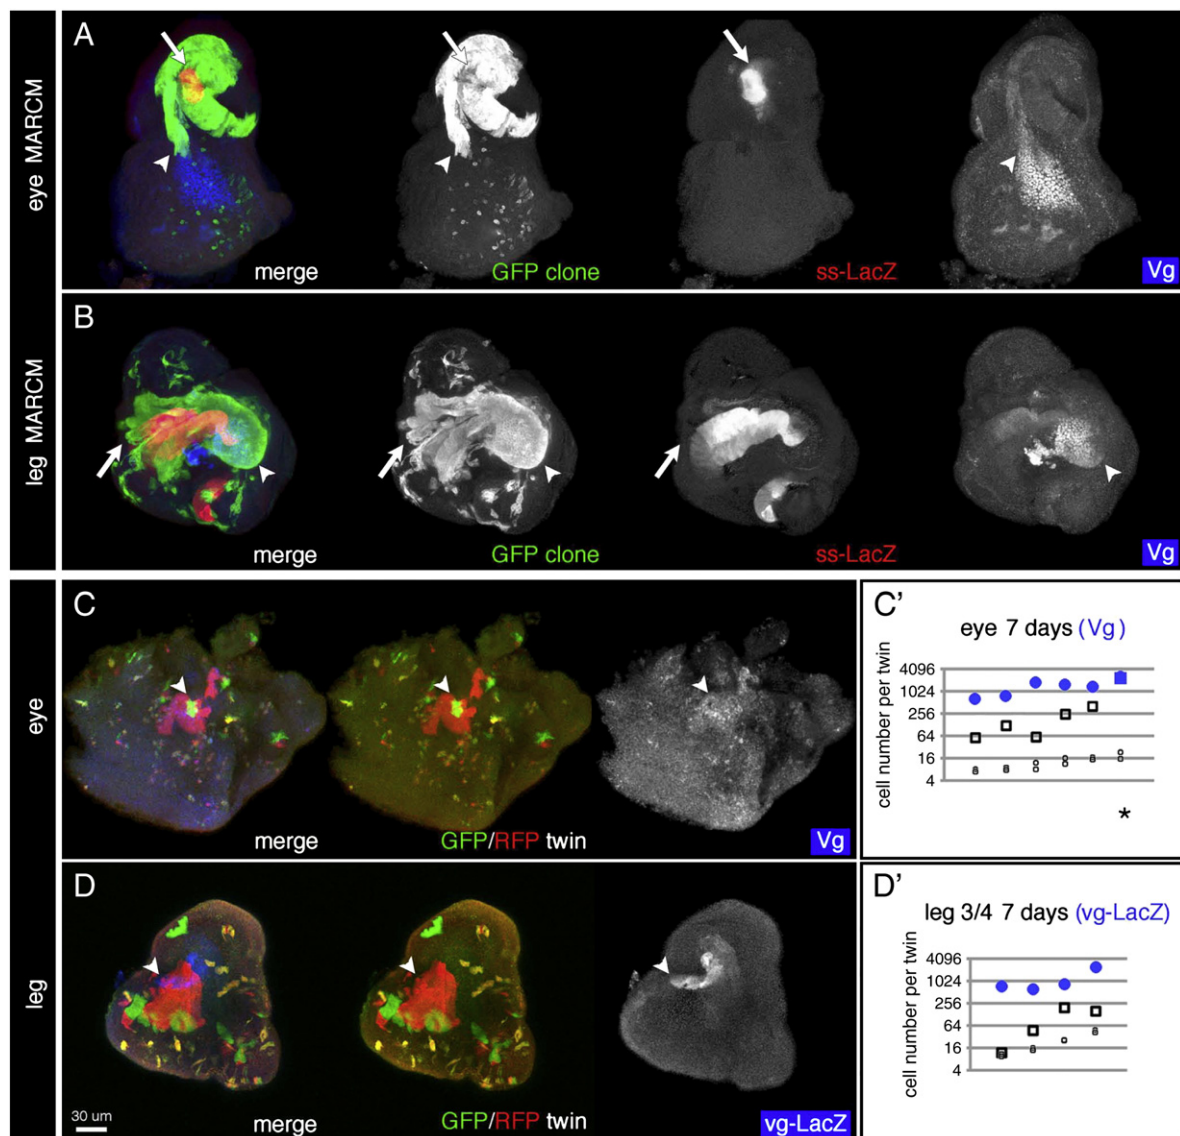 A
eye MARCM
merge
GFP clone
ss-LacZ
Vg
B
leg MARCM
merge
GFP clone
ss-LacZ
Vg
C
eye
merge
GFP/RFP twin
Vg
C'
eye 7 days (Vg)
cell number per twin
4096
1024
256
64
16
4
*
D
leg
30 um
merge
GFP/RFP twin
vg-LacZ
D'
leg 3/4 7 days (vg-LacZ)
cell number per twin
4096
1024
256
64
16
4